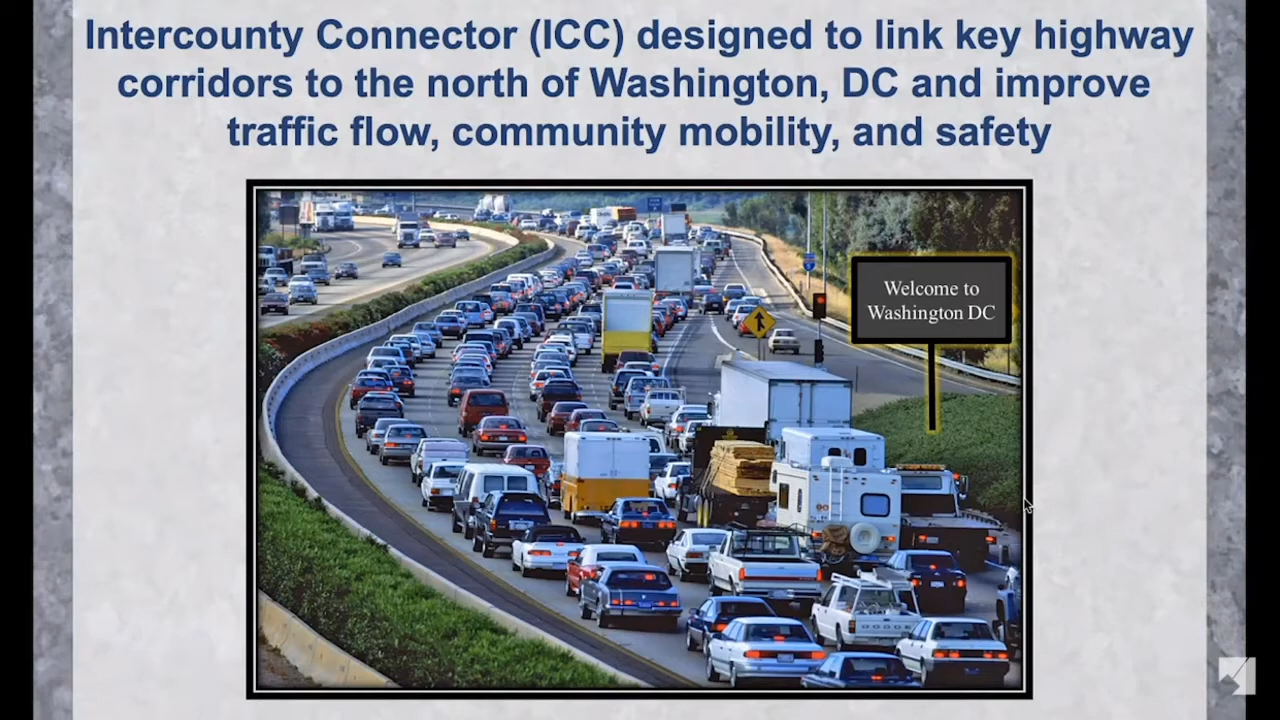 Intercounty Connector (ICC) designed to link key highway
corridors to the north of Washington, DC and improve
traffic flow, community mobility, and safety
Welcome to
Washington DC
DODGE